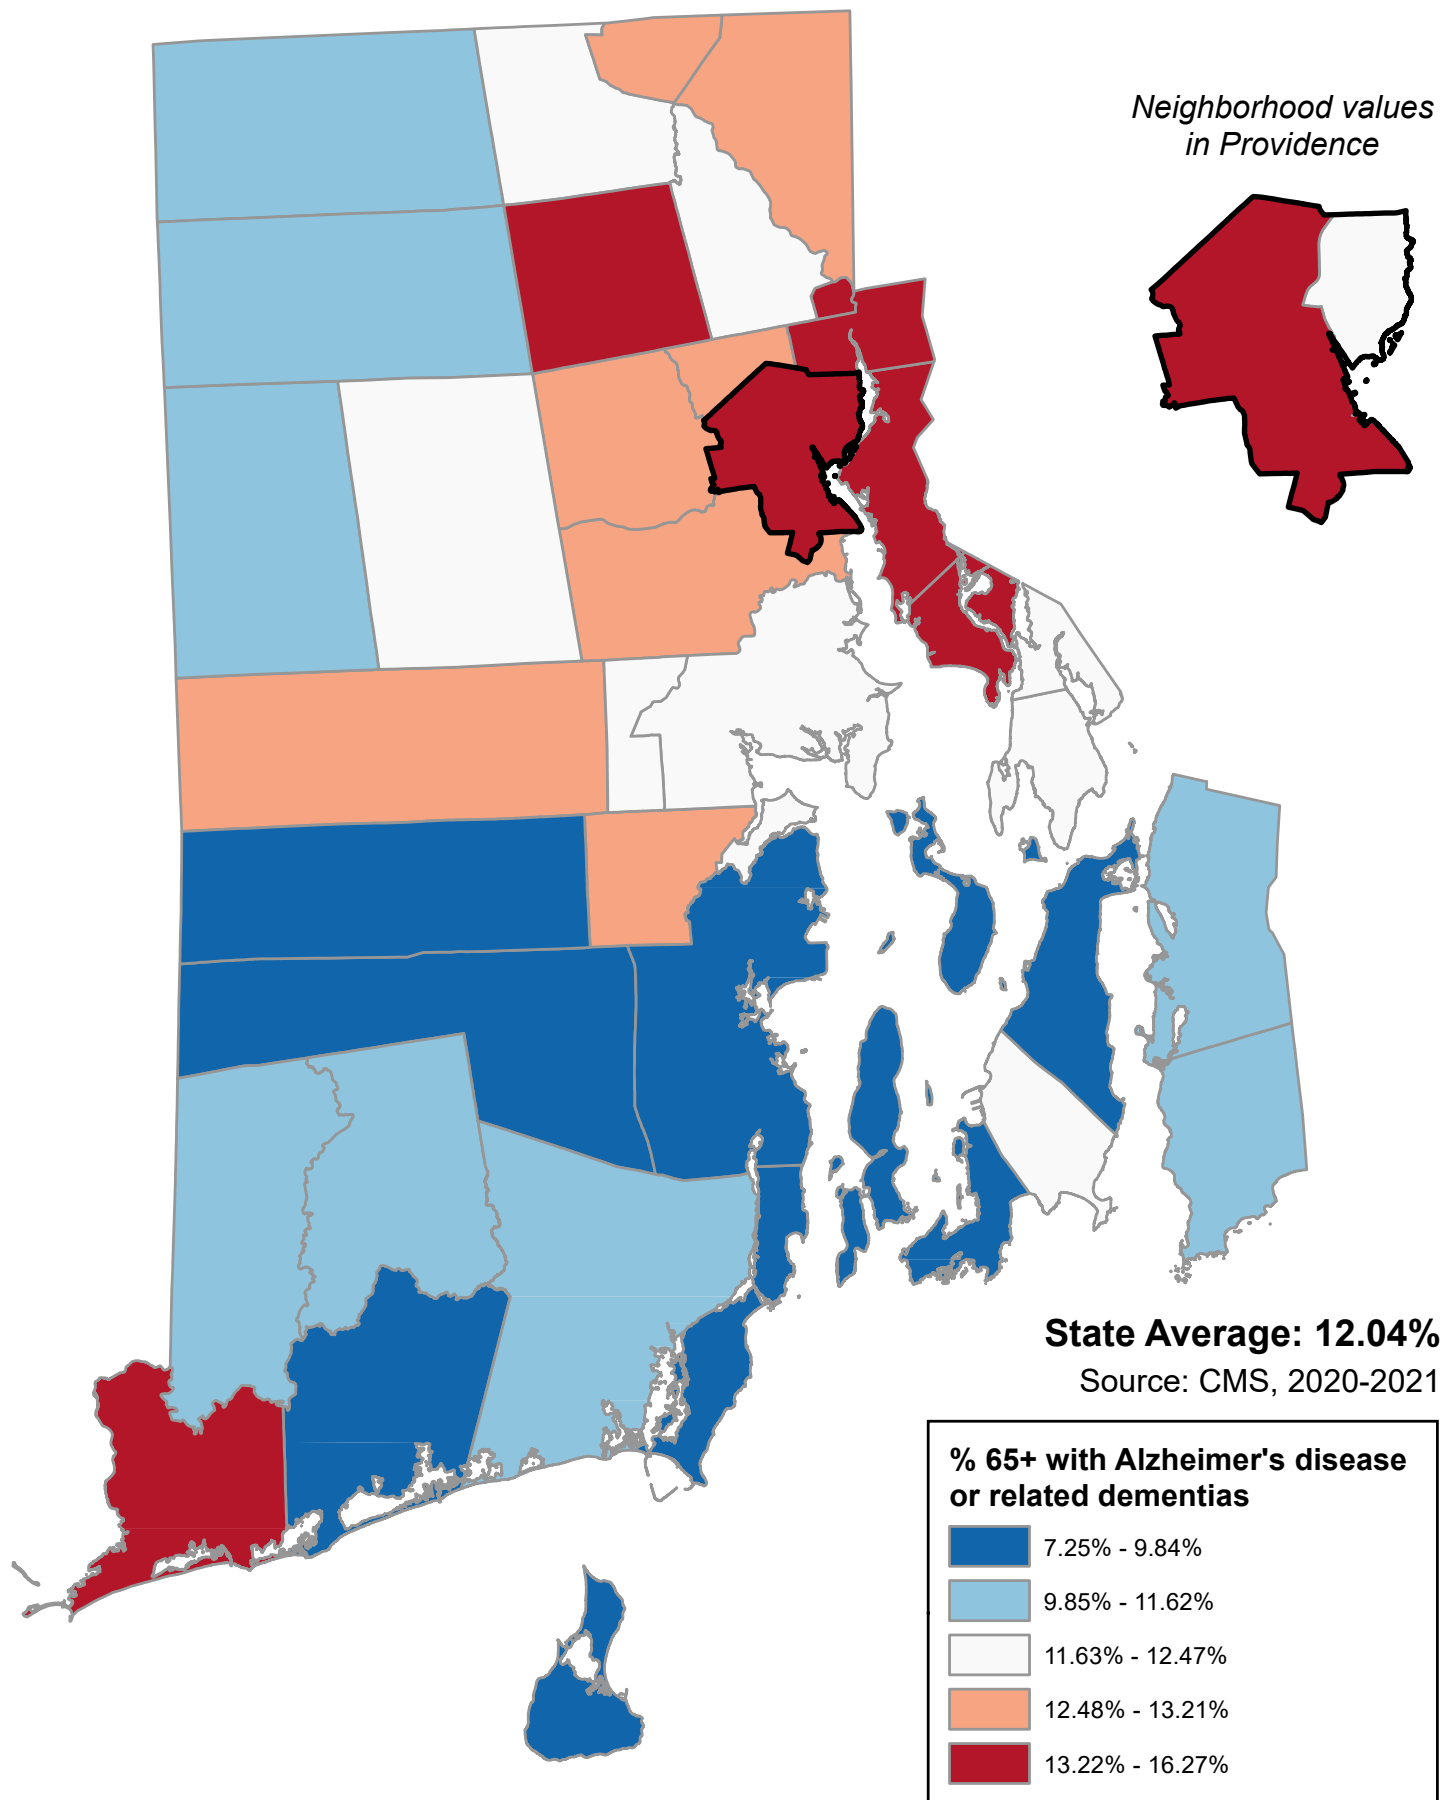 Neighborhood values
in Providence
State Average: 12.04%
Source: CMS, 2020-2021
% 65+ with Alzheimer's disease
or related dementias
7.25% - 9.84%
9.85% - 11.62%
11.63% - 12.47%
12.48% - 13.21%
13.22% - 16.27%